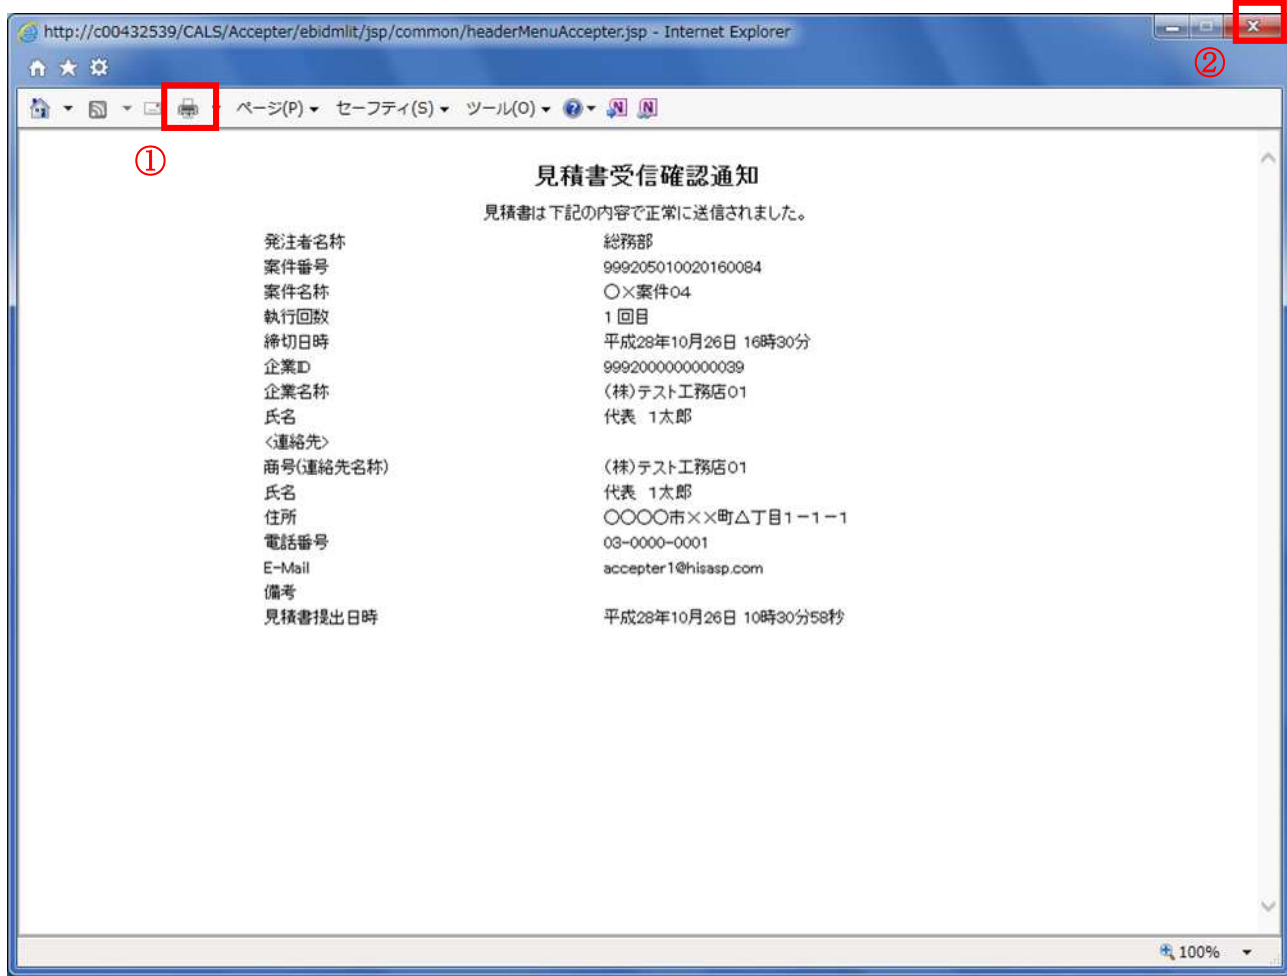 http://c00432539/CALS/Accepter/ebidmlit/jsp/common/headerMenuAccepter.jsp - Internet Explorer
②
ページ(P) セーフティ(S) ツール(O)
①
見積書受信確認通知
見積書は下記の内容で正常に送信されました。
発注者名称 総務部
案件番号 999205010020160084
案件名称 〇×案件04
執行回数 1回目
締切日時 平成28年10月26日 16時30分
企業ID 9992000000000039
企業名称 (株)テスト工務店01
氏名 代表 1太郎
<連絡先>
商号(連絡先名称) (株)テスト工務店01
氏名 代表 1太郎
住所 〇〇〇〇市××町△丁目1-1-1
電話番号 03-0000-0001
E-Mail accepter1@hisasp.com
備考
見積書提出日時 平成28年10月26日 10時30分58秒
100%